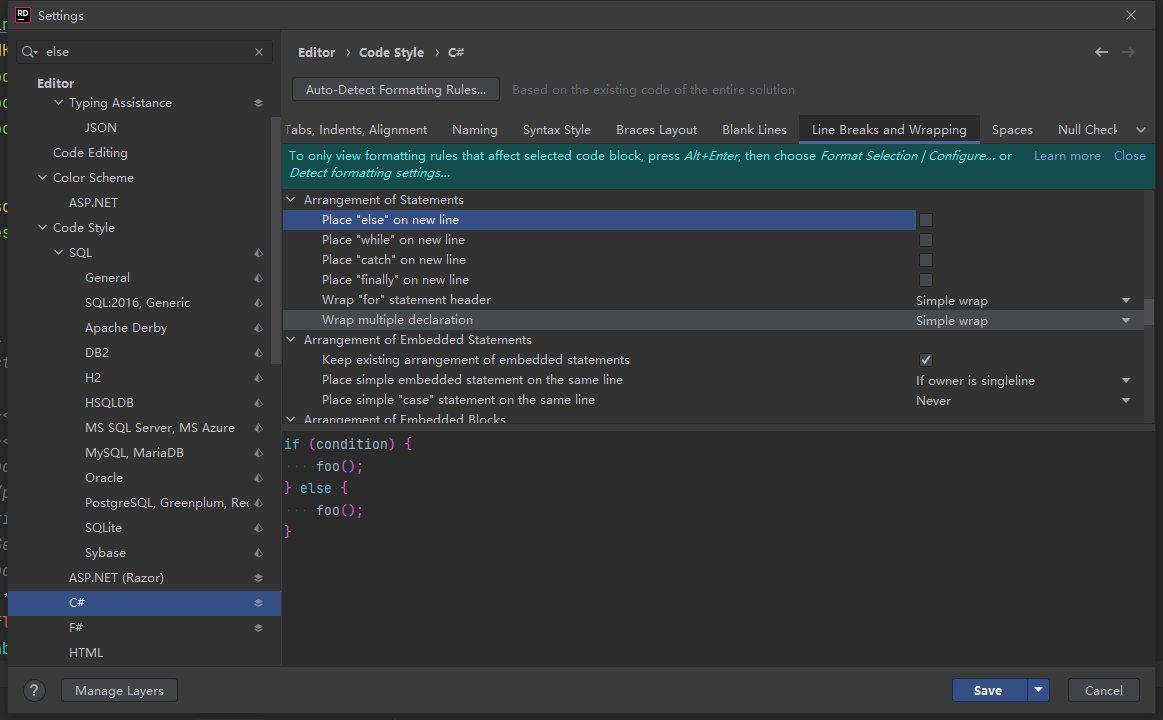 RD Settings
else
Editor
Typing Assistance
JSON
Code Editing
Color Scheme
ASP.NET
Code Style
SQL
General
SQL:2016, Generic
Apache Derby
DB2
H2
HSQLDB
MS SQL Server, MS Azure
MySQL, MariaDB
Oracle
PostgreSQL, Greenplum, Rec
SQLite
Sybase
ASP.NET (Razor)
C#
F#
HTML
Editor › Code Style › C#
Auto-Detect Formatting Rules... Based on the existing code of the entire solution
Tabs, Indents, Alignment Naming Syntax Style Braces Layout Blank Lines Line Breaks and Wrapping Spaces Null Check
To only view formatting rules that affect selected code block, press Alt+Enter, then choose Format Selection | Configure... or Learn more Close
Detect formatting settings...
Arrangement of Statements
Place "else" on new line
Place "while" on new line
Place "catch" on new line
Place "finally" on new line
Wrap "for" statement header Simple wrap
Wrap multiple declaration Simple wrap
Arrangement of Embedded Statements
Keep existing arrangement of embedded statements
Place simple embedded statement on the same line If owner is singleline
Place simple "case" statement on the same line Never
Arrangement of Embedded Blocks
if (condition) {
foo();
} else {
foo();
}
? Manage Layers Save Cancel